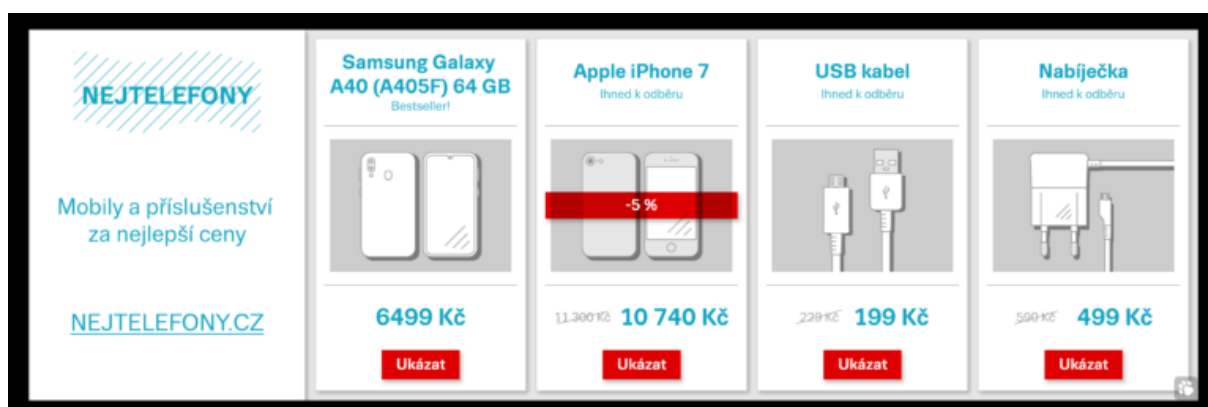 NEJTELEFONY
Mobily a příslušenství
za nejlepší ceny
NEJTELEFONY.CZ
Samsung Galaxy
A40 (A405F) 64 GB
Bestseller!
6499 Kč
Ukázat
Apple iPhone 7
Ihned k odběru
-5 %
11 300 Kč 10 740 Kč
Ukázat
USB kabel
Ihned k odběru
229 Kč 199 Kč
Ukázat
Nabíječka
Ihned k odběru
599 Kč 499 Kč
Ukázat